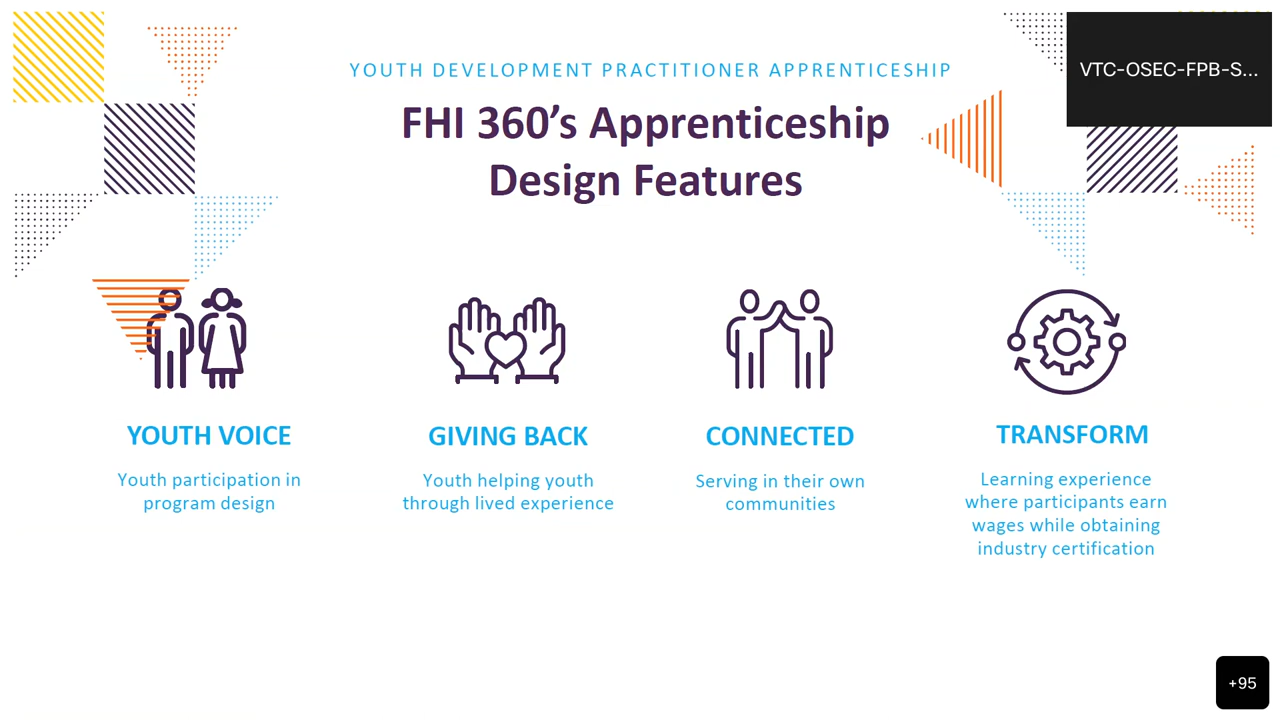 YOUTH DEVELOPMENT PRACTITIONER APPRENTICESHIP
VTC-OSEC-FPB-S...
FHI 360’s Apprenticeship
Design Features
YOUTH VOICE
Youth participation in
program design
GIVING BACK
Youth helping youth
through lived experience
CONNECTED
Serving in their own
communities
TRANSFORM
Learning experience
where participants earn
wages while obtaining
industry certification
+95